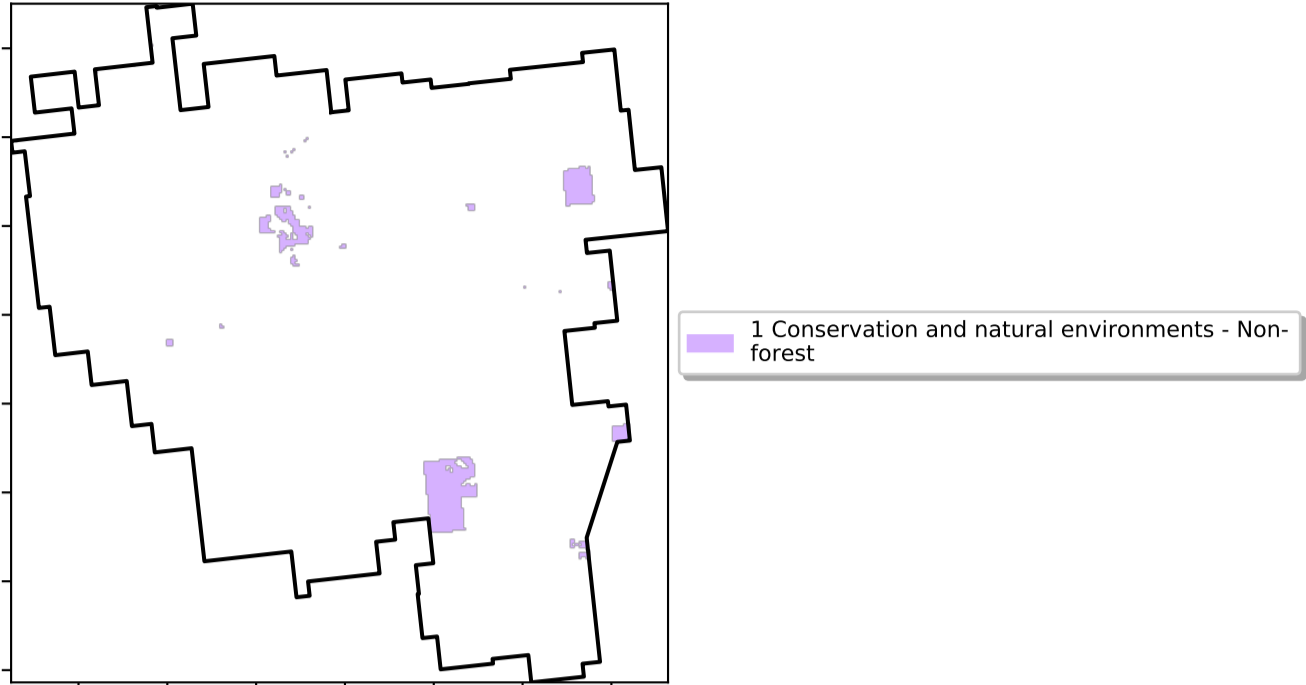 1 Conservation and natural environments - Non-
forest